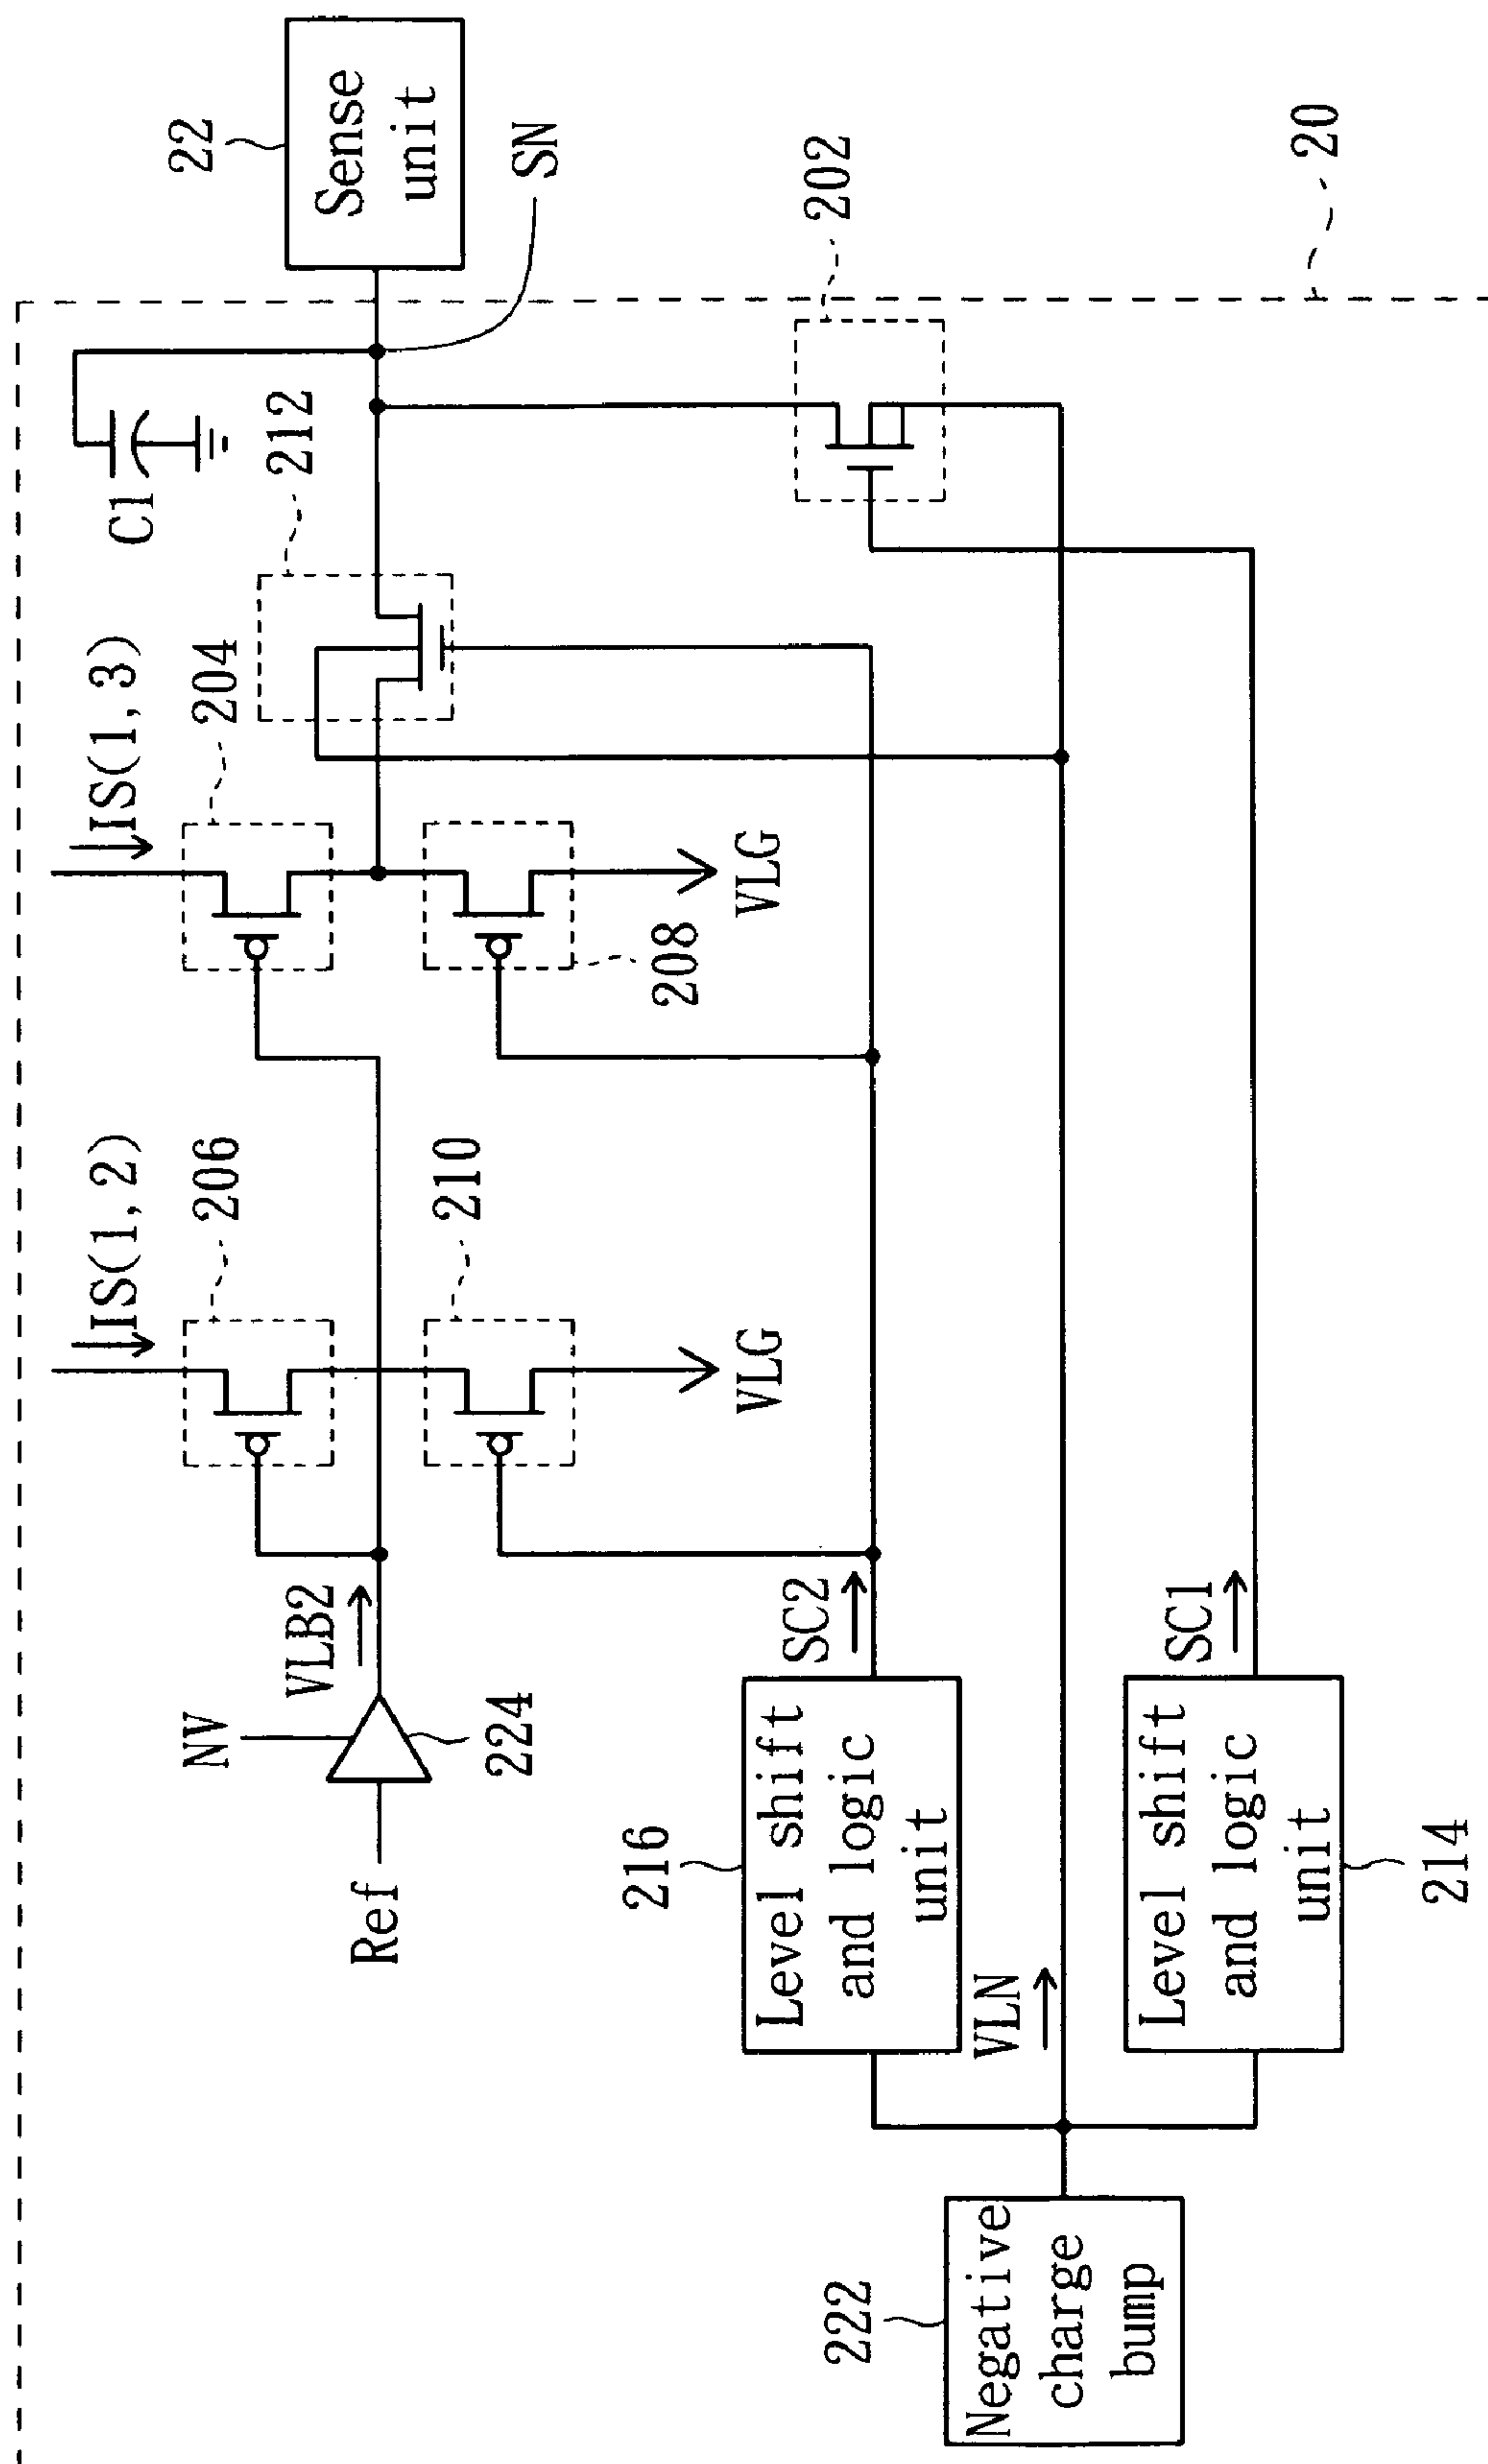 22
Sense
unit
SN
20
202
C1
212
IS(1,3)
204
208
VLG
IS(1,2)
206
210
VLG
VLB2
NV
224
Ref
SC2
216
Level shift
and logic
unit
SC1
Level shift
and logic
unit
214
VLN
222
Negative
charge
bump